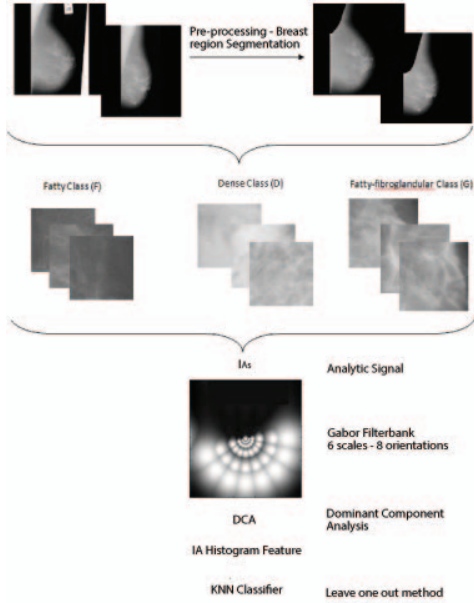 Pre-processing - Breast
region Segmentation
Fatty Class (F)
Dense Class (D)
Fatty-fibroglandular Class (G)
IAs
Analytic Signal
Gabor Filterbank
6 scales - 8 orientations
DCA
Dominant Component
Analysis
IA Histogram Feature
KNN Classifier
Leave one out method